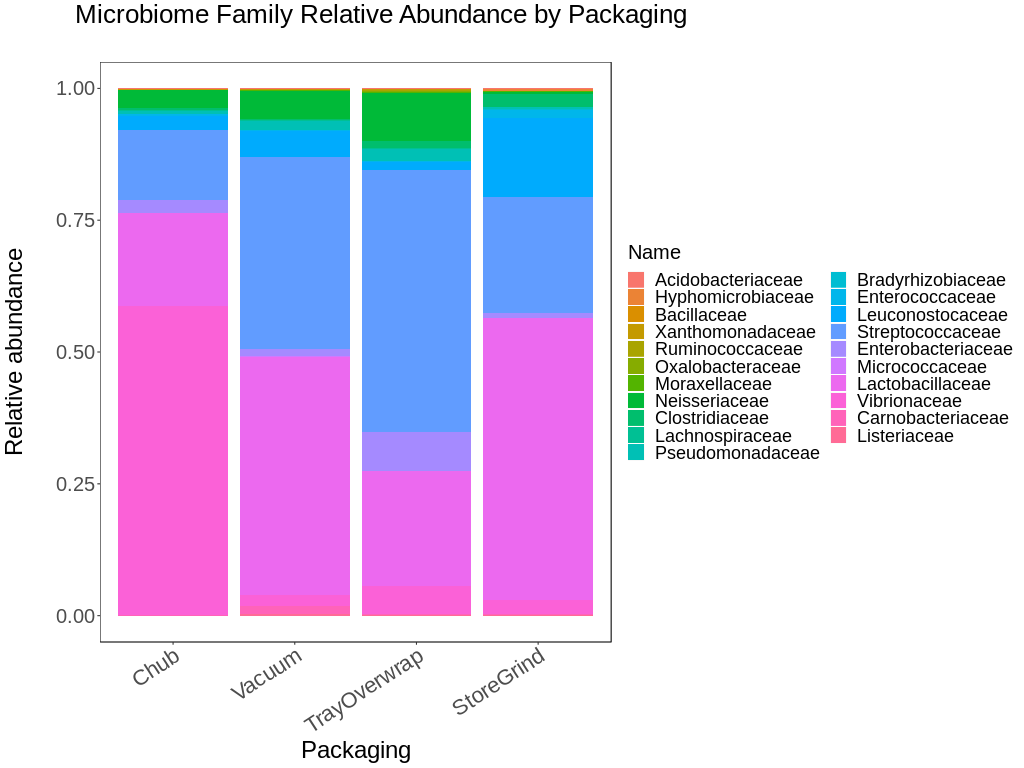 Microbiome Family Relative Abundance by Packaging
1.00
0.75
0.50
0.25
0.00
Relative abundance
Chub
Vacuum
TrayOverwrap
StoreGrind
Packaging
Name
Acidobacteriaceae
Hyphomicrobiaceae
Bacillaceae
Xanthomonadaceae
Ruminococcaceae
Oxalobacteraceae
Moraxellaceae
Neisseriaceae
Clostridiaceae
Lachnospiraceae
Pseudomonadaceae
Bradyrhizobiaceae
Enterococcaceae
Leuconostocaceae
Streptococcaceae
Enterobacteriaceae
Micrococcaceae
Lactobacillaceae
Vibrionaceae
Carnobacteriaceae
Listeriaceae